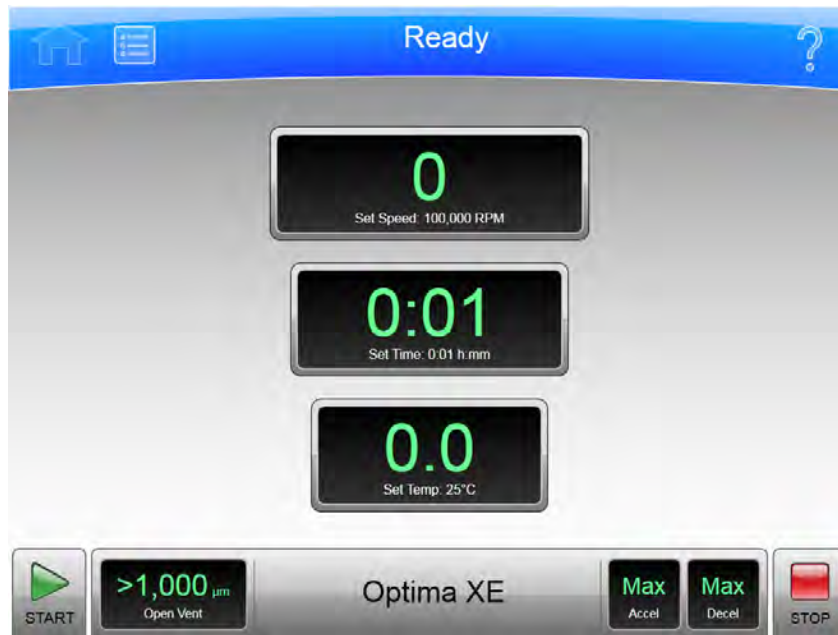 Ready
?
0
Set Speed: 100,000 RPM
0:01
Set Time: 0:01 h:mm
0.0
Set Temp: 25°C
START
>1,000 µm
Open Vent
Optima XE
Max
Accel
Max
Decel
STOP